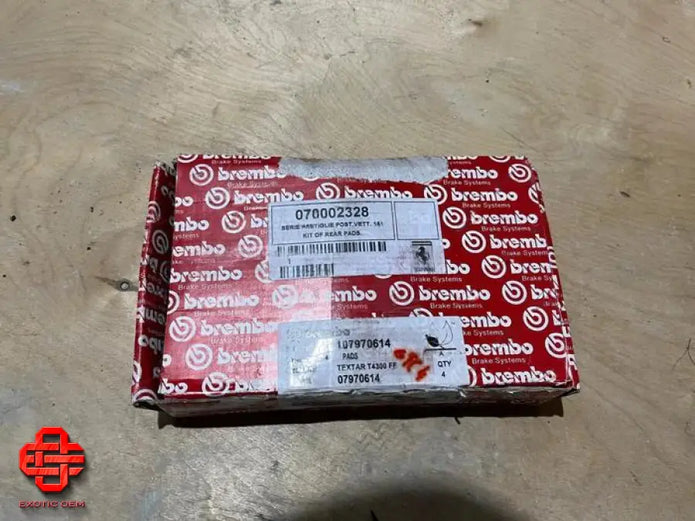 brembo
Brake Systems
070002328
SERIE PASTIGLIE POST.VETT. 161
KIT OF REAR PADS
1
107970614
PADS
TEXTAR T4300 FF
07970614
QTY
4
EXOTIC OEM